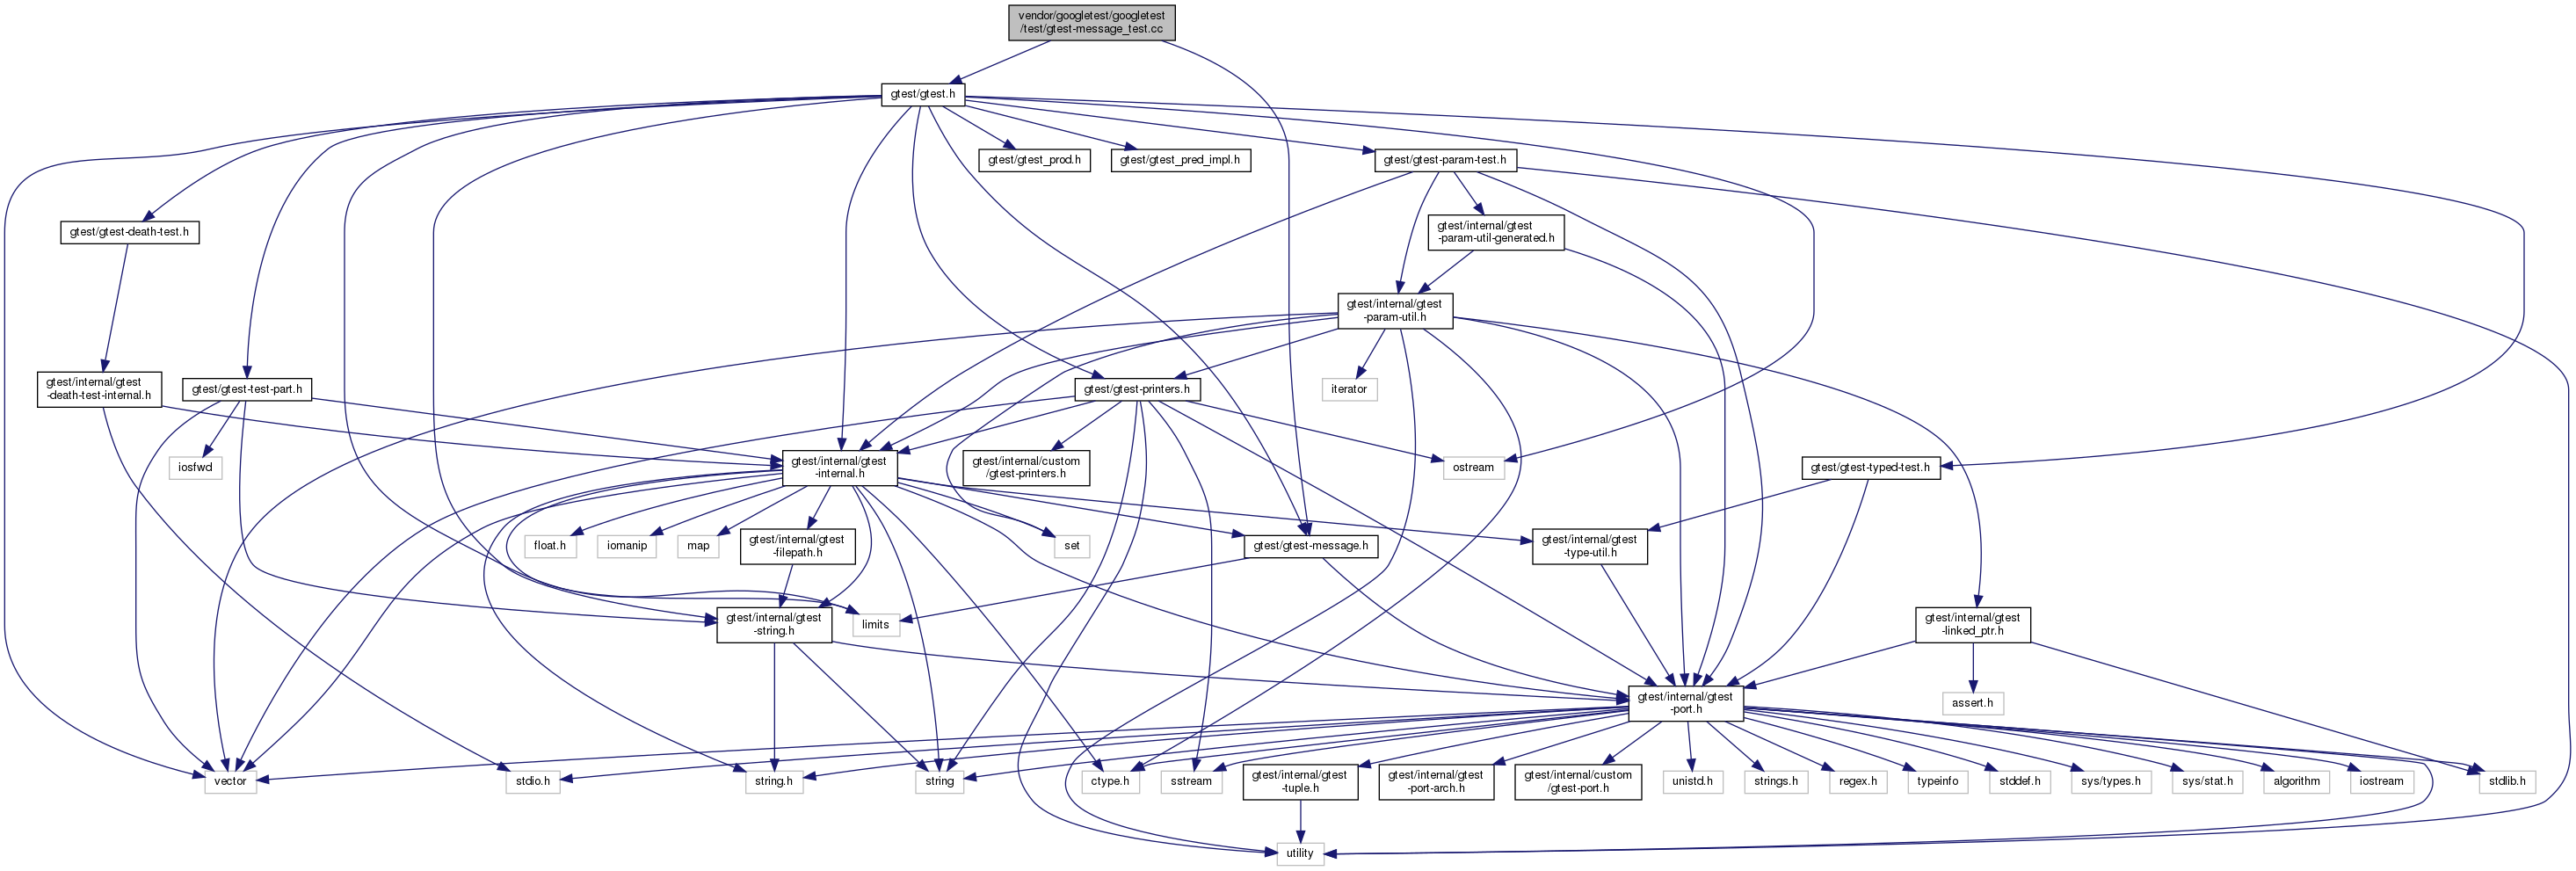 vendor/googletest/googletest
/test/gtest-message_test.cc
gtest/gtest.h
gtest/gtest_prod.h
gtest/gtest_pred_impl.h
gtest/gtest-param-test.h
gtest/gtest-death-test.h
gtest/internal/gtest
-param-util-generated.h
gtest/internal/gtest
-param-util.h
gtest/internal/gtest
-death-test-internal.h
gtest/gtest-test-part.h
gtest/gtest-printers.h
iterator
iosfwd
gtest/internal/gtest
-internal.h
gtest/internal/custom
/gtest-printers.h
ostream
gtest/gtest-typed-test.h
float.h
iomanip
map
gtest/internal/gtest
-filepath.h
set
gtest/gtest-message.h
gtest/internal/gtest
-type-util.h
gtest/internal/gtest
-string.h
limits
gtest/internal/gtest
-linked_ptr.h
gtest/internal/gtest
-port.h
assert.h
vector
stdio.h
string.h
string
ctype.h
sstream
gtest/internal/gtest
-tuple.h
gtest/internal/gtest
-port-arch.h
gtest/internal/custom
/gtest-port.h
unistd.h
strings.h
regex.h
typeinfo
stddef.h
sys/types.h
sys/stat.h
algorithm
iostream
stdlib.h
utility